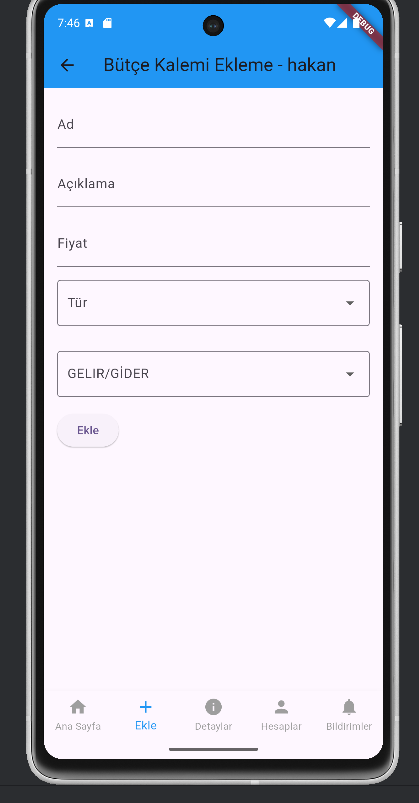 7:46
DEBUG
Bütçe Kalemi Ekleme - hakan
Ad
Açıklama
Fiyat
Tür
GELIR/GİDER
Ekle
Ana Sayfa
Ekle
Detaylar
Hesaplar
Bildirimler